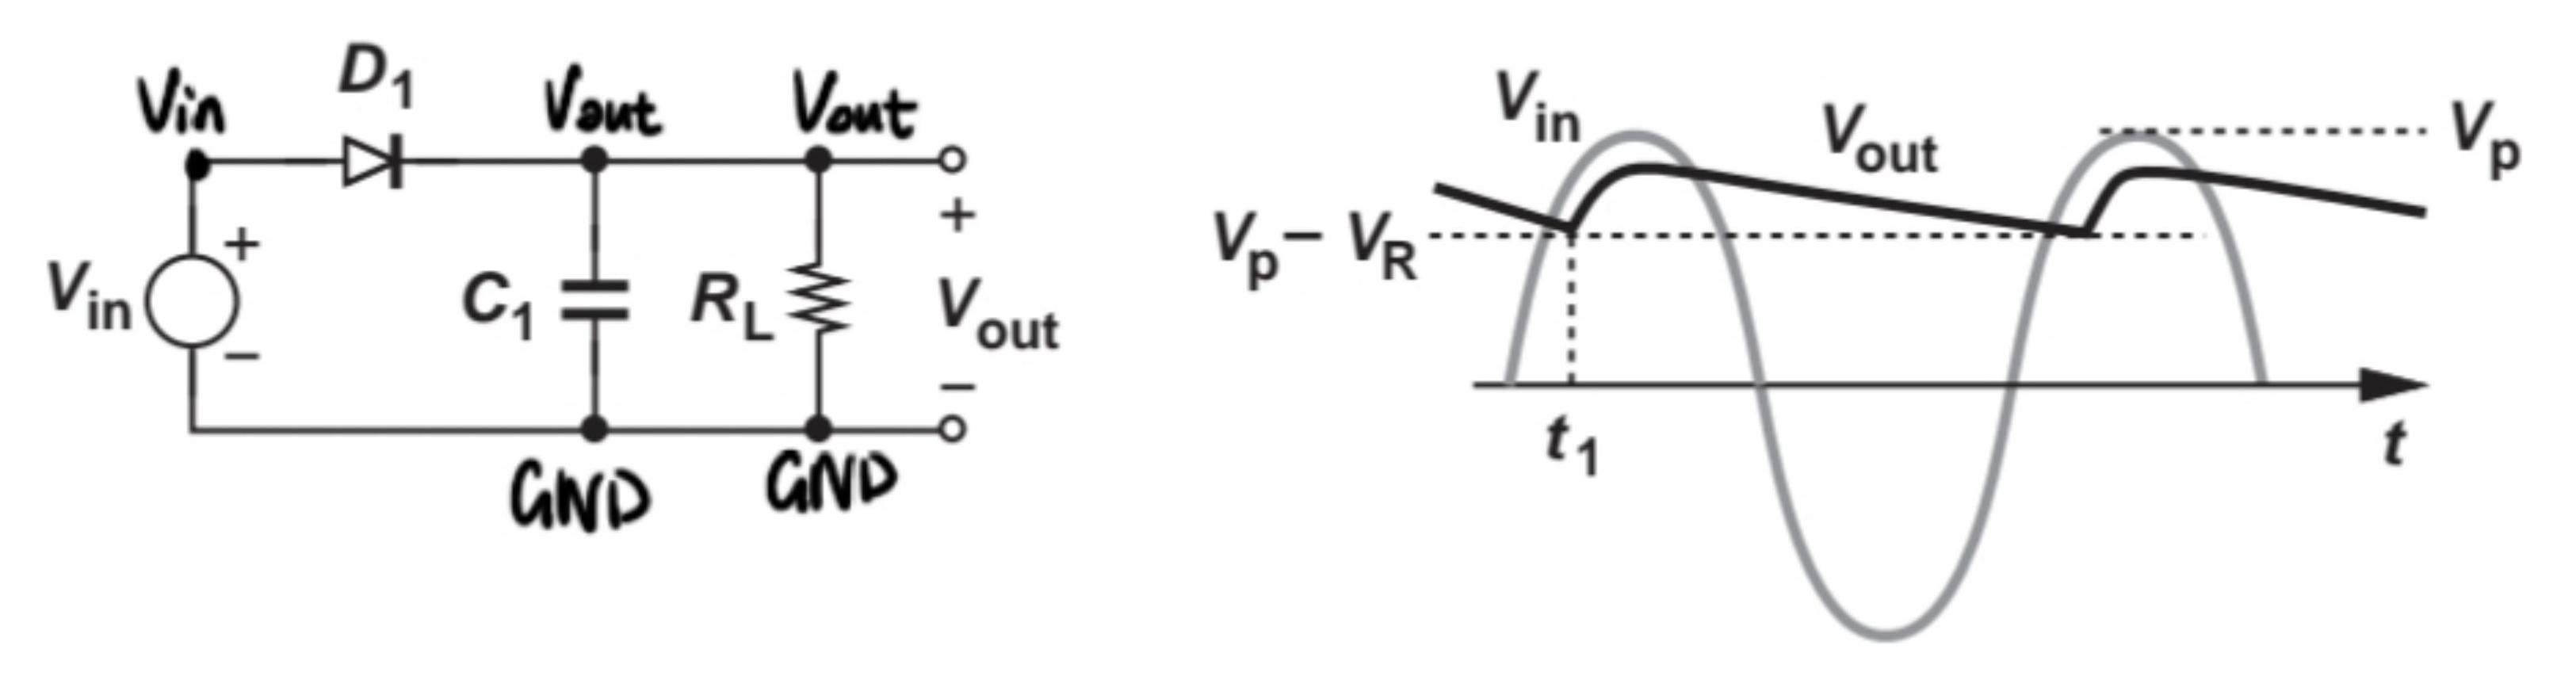 Vin
D1
Vout
Vout
+
Vin
−
C1
RL
+
Vout
−
GND
GND
Vin
Vout
Vp
Vp − VR
t1
t